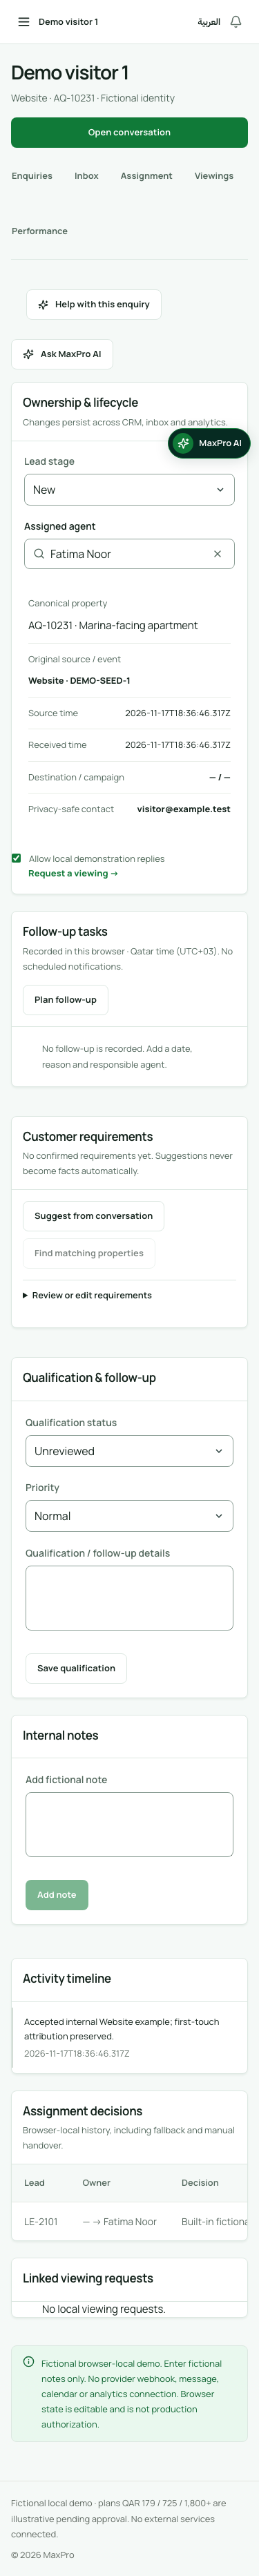 Demo visitor 1
العربية
Demo visitor 1
Website · AQ-10231 · Fictional identity
Open conversation
Enquiries Inbox Assignment Viewings
Performance
Help with this enquiry
Ask MaxPro AI
Ownership & lifecycle
Changes persist across CRM, inbox and analytics.
MaxPro AI
Lead stage
New
Assigned agent
Fatima Noor
Canonical property
AQ-10231 · Marina-facing apartment
Original source / event
Website · DEMO-SEED-1
Source time 2026-11-17T18:36:46.317Z
Received time 2026-11-17T18:36:46.317Z
Destination / campaign — / —
Privacy-safe contact visitor@example.test
Allow local demonstration replies
Request a viewing →
Follow-up tasks
Recorded in this browser · Qatar time (UTC+03). No
scheduled notifications.
Plan follow-up
No follow-up is recorded. Add a date,
reason and responsible agent.
Customer requirements
No confirmed requirements yet. Suggestions never
become facts automatically.
Suggest from conversation
Find matching properties
Review or edit requirements
Qualification & follow-up
Qualification status
Unreviewed
Priority
Normal
Qualification / follow-up details
Save qualification
Internal notes
Add fictional note
Add note
Activity timeline
Accepted internal Website example; first-touch
attribution preserved.
2026-11-17T18:36:46.317Z
Assignment decisions
Browser-local history, including fallback and manual
handover.
Lead Owner Decision
LE-2101 — → Fatima Noor Built-in fictiona
Linked viewing requests
No local viewing requests.
Fictional browser-local demo. Enter fictional
notes only. No provider webhook, message,
calendar or analytics connection. Browser
state is editable and is not production
authorization.
Fictional local demo · plans QAR 179 / 725 / 1,800+ are
illustrative pending approval. No external services
connected.
© 2026 MaxPro